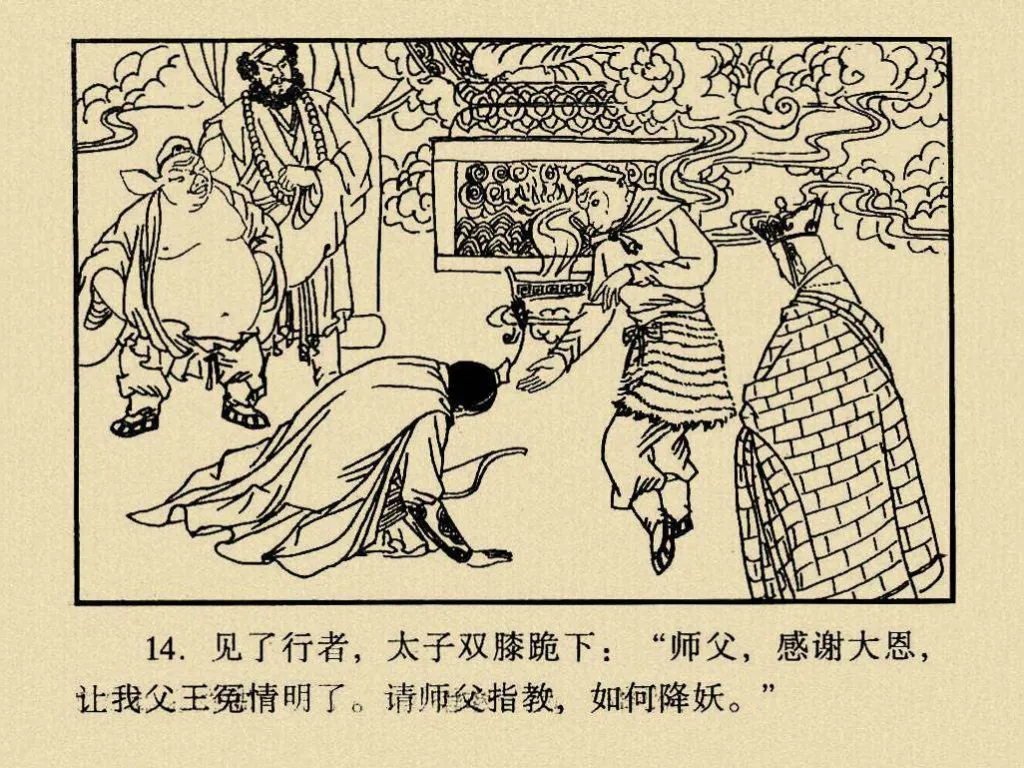 14. 见了行者，太子双膝跪下：“师父，感谢大恩，
让我父王冤情明了。请师父指教，如何降妖。”